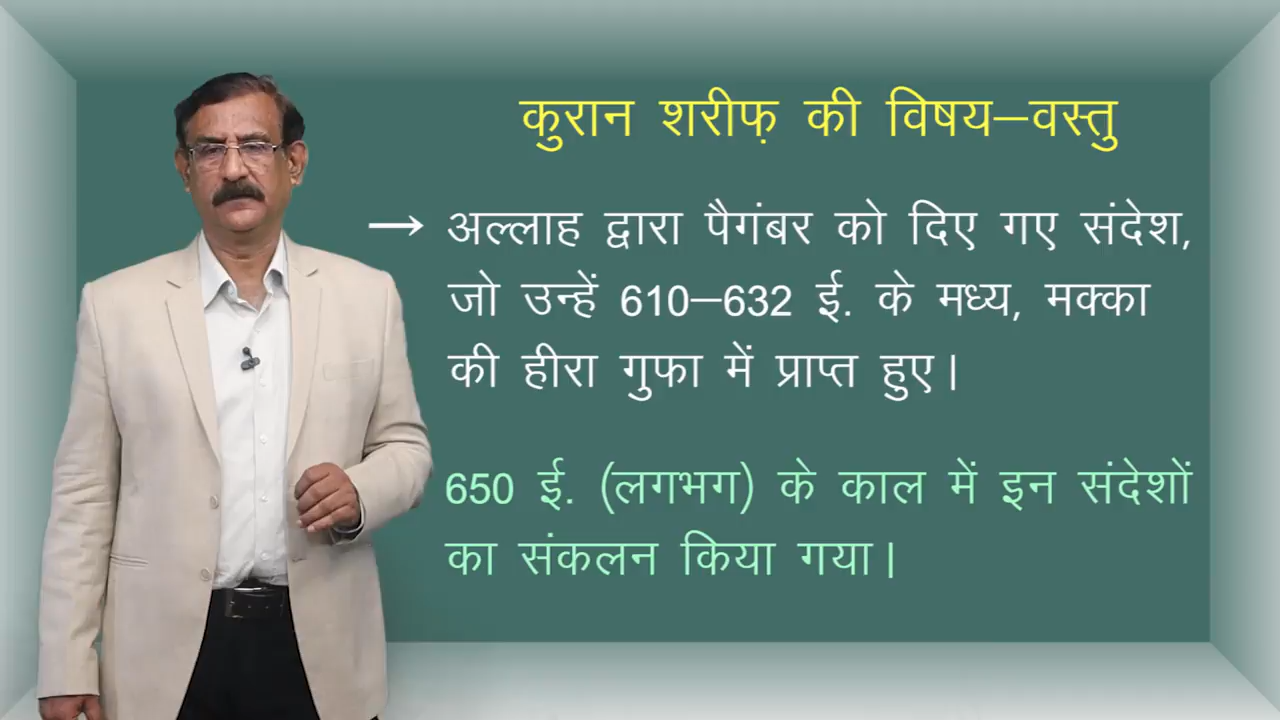 कुरान शरीफ़ की विषय–वस्तु
→ अल्लाह द्वारा पैगंबर को दिए गए संदेश,
जो उन्हें 610–632 ई. के मध्य, मक्का
की हीरा गुफा में प्राप्त हुए।
650 ई. (लगभग) के काल में इन संदेशों
का संकलन किया गया।